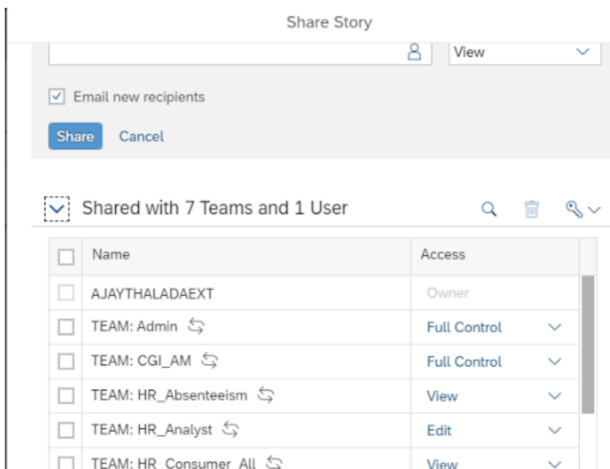 Share Story
View
Email new recipients
Share Cancel
Shared with 7 Teams and 1 User
Name Access
AJAYTHALADAEXT Owner
TEAM: Admin Full Control
TEAM: CGI_AM Full Control
TEAM: HR_Absenteeism View
TEAM: HR_Analyst Edit
TEAM: HR_Consumer_All View